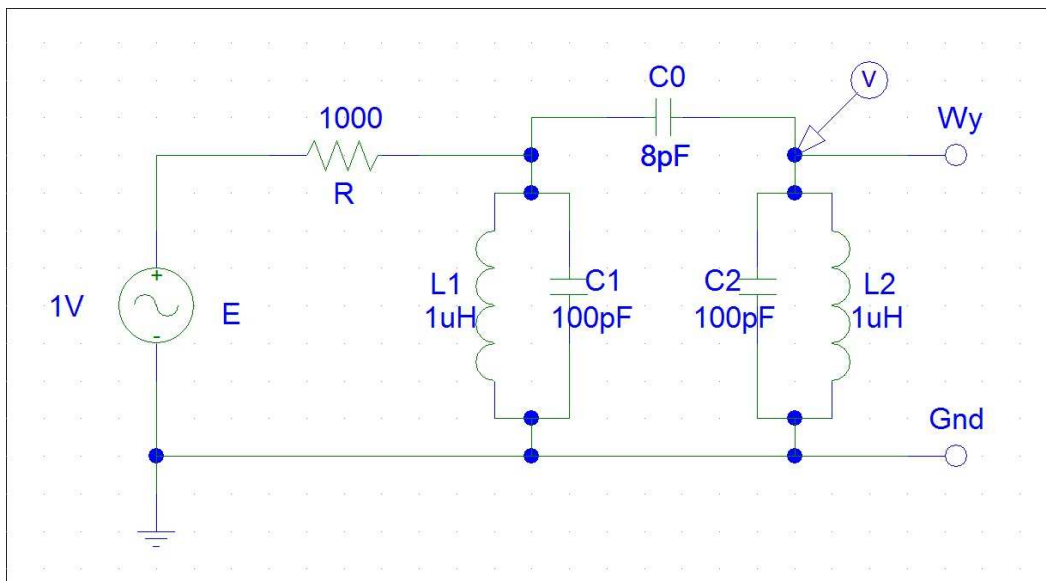 C0
V
1000
8pF
Wy
R
L1
C1
C2
L2
1V
+
-
E
1uH
100pF
100pF
1uH
Gnd